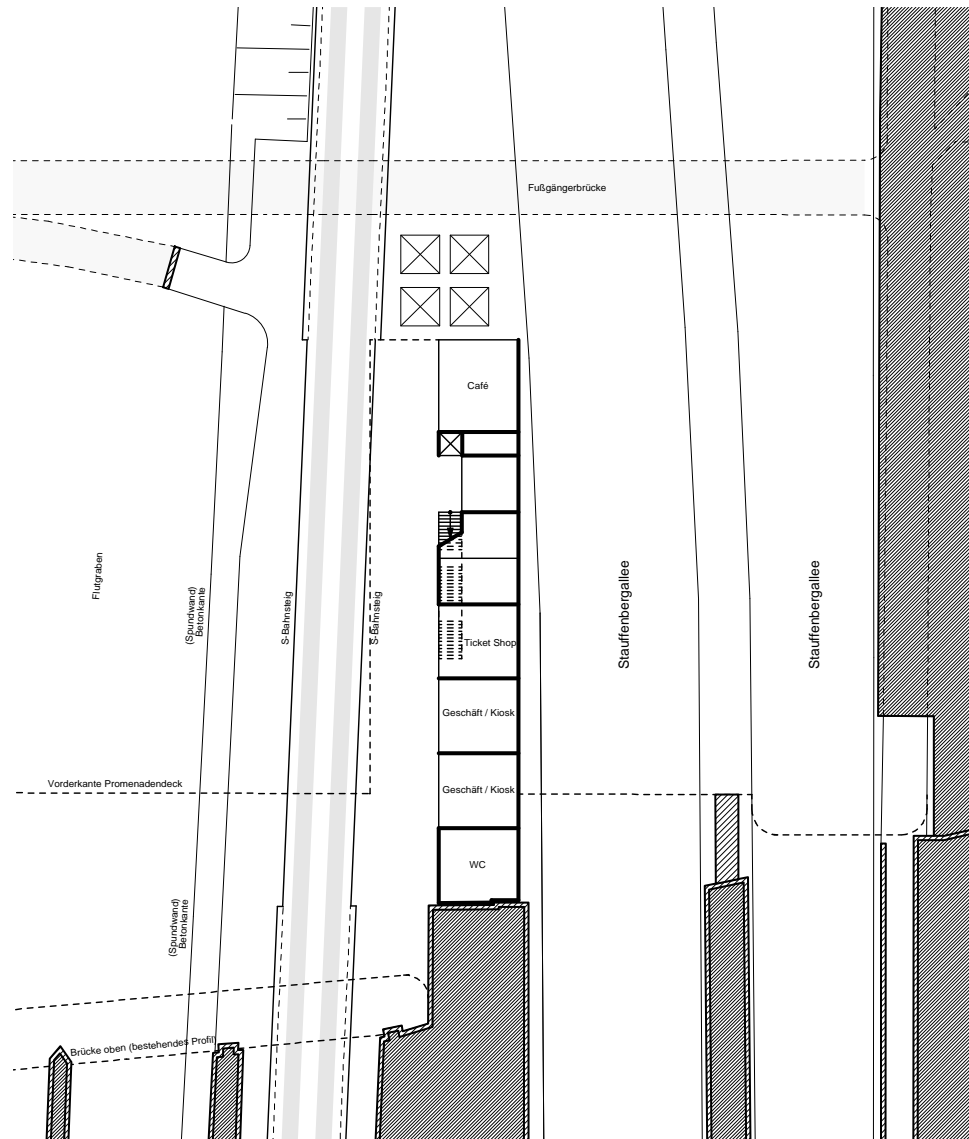 Fußgängerbrücke
Café
Flutgraben
(Spundwand)
Betonkante
S-Bahnsteig
S-Bahnsteig
Ticket Shop
Stauffenbergallee
Stauffenbergallee
Geschäft / Kiosk
Vorderkante Promenadendeck
Geschäft / Kiosk
WC
(Spundwand)
Betonkante
Brücke oben (bestehendes Profil)